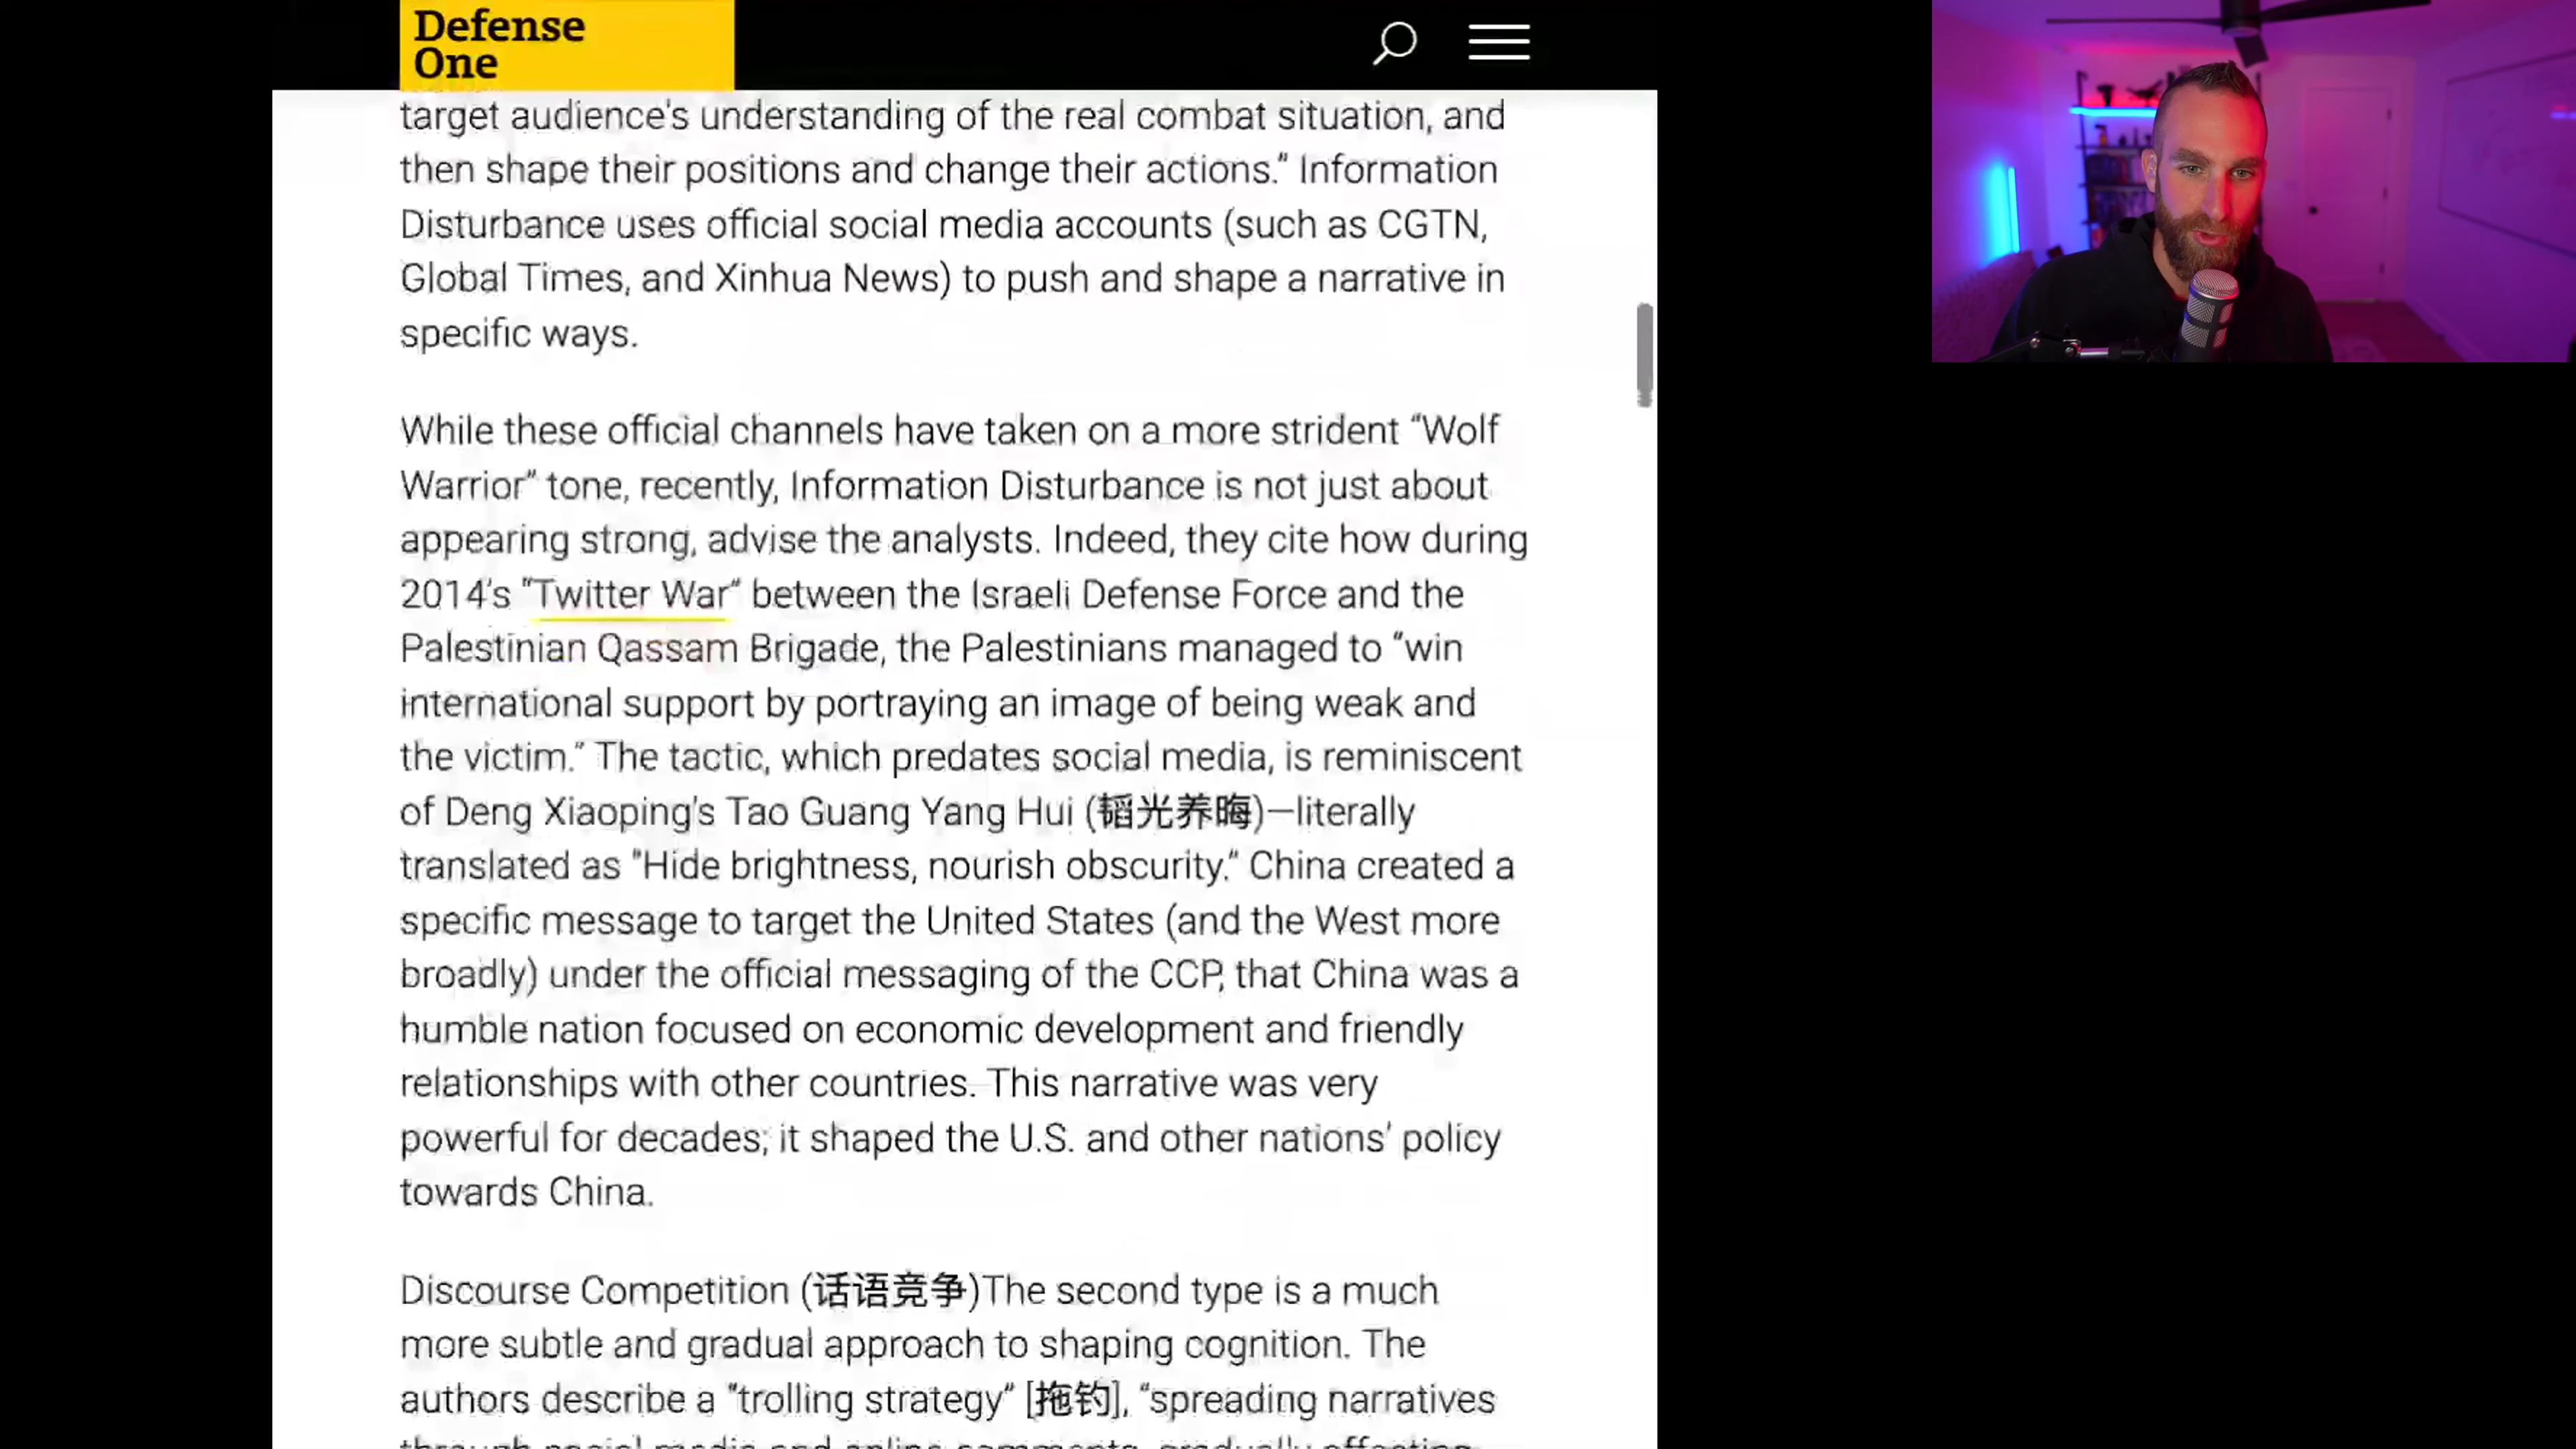 Defense
One
target audience's understanding of the real combat situation, and
then shape their positions and change their actions.” Information
Disturbance uses official social media accounts (such as CGTN,
Global Times, and Xinhua News) to push and shape a narrative in
specific ways.
While these official channels have taken on a more strident “Wolf
Warrior” tone, recently, Information Disturbance is not just about
appearing strong, advise the analysts. Indeed, they cite how during
2014's “Twitter War” between the Israeli Defense Force and the
Palestinian Qassam Brigade, the Palestinians managed to “win
international support by portraying an image of being weak and
the victim.” The tactic, which predates social media, is reminiscent
of Deng Xiaoping's Tao Guang Yang Hui (韬光养晦)—literally
translated as "Hide brightness, nourish obscurity.” China created a
specific message to target the United States (and the West more
broadly) under the official messaging of the CCP, that China was a
humble nation focused on economic development and friendly
relationships with other countries. This narrative was very
powerful for decades; it shaped the U.S. and other nations' policy
towards China.
Discourse Competition (话语竞争)The second type is a much
more subtle and gradual approach to shaping cognition. The
authors describe a “trolling strategy” [拖钓], “spreading narratives
through social media and online comments, gradually affecting